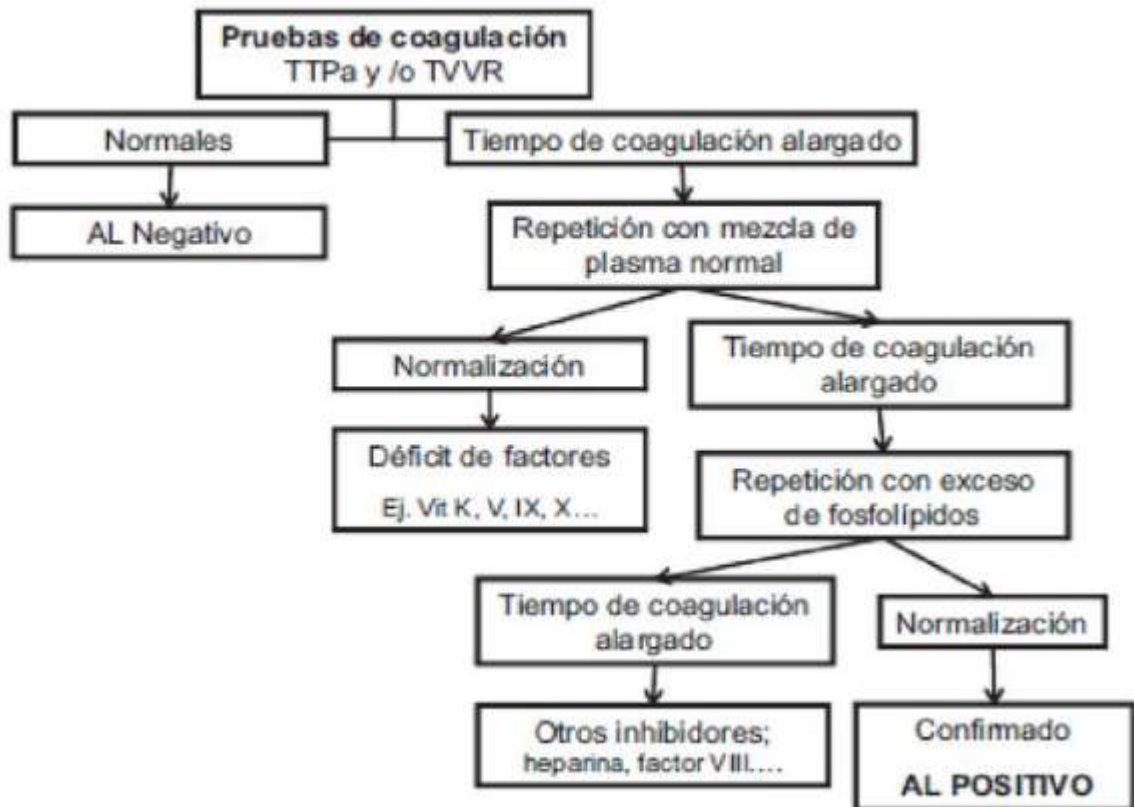 Pruebas de coagulación
TTPa y /o TVVR
Normales
Tiempo de coagulación alargado
AL Negativo
Repetición con mezcla de
plasma normal
Normalización
Tiempo de coagulación
alargado
Déficit de factores
Ej. Vit K, V, IX, X...
Repetición con exceso
de fosfolípidos
Tiempo de coagulación
alargado
Normalización
Otros inhibidores;
heparina, factor VIII....
Confirmado
AL POSITIVO